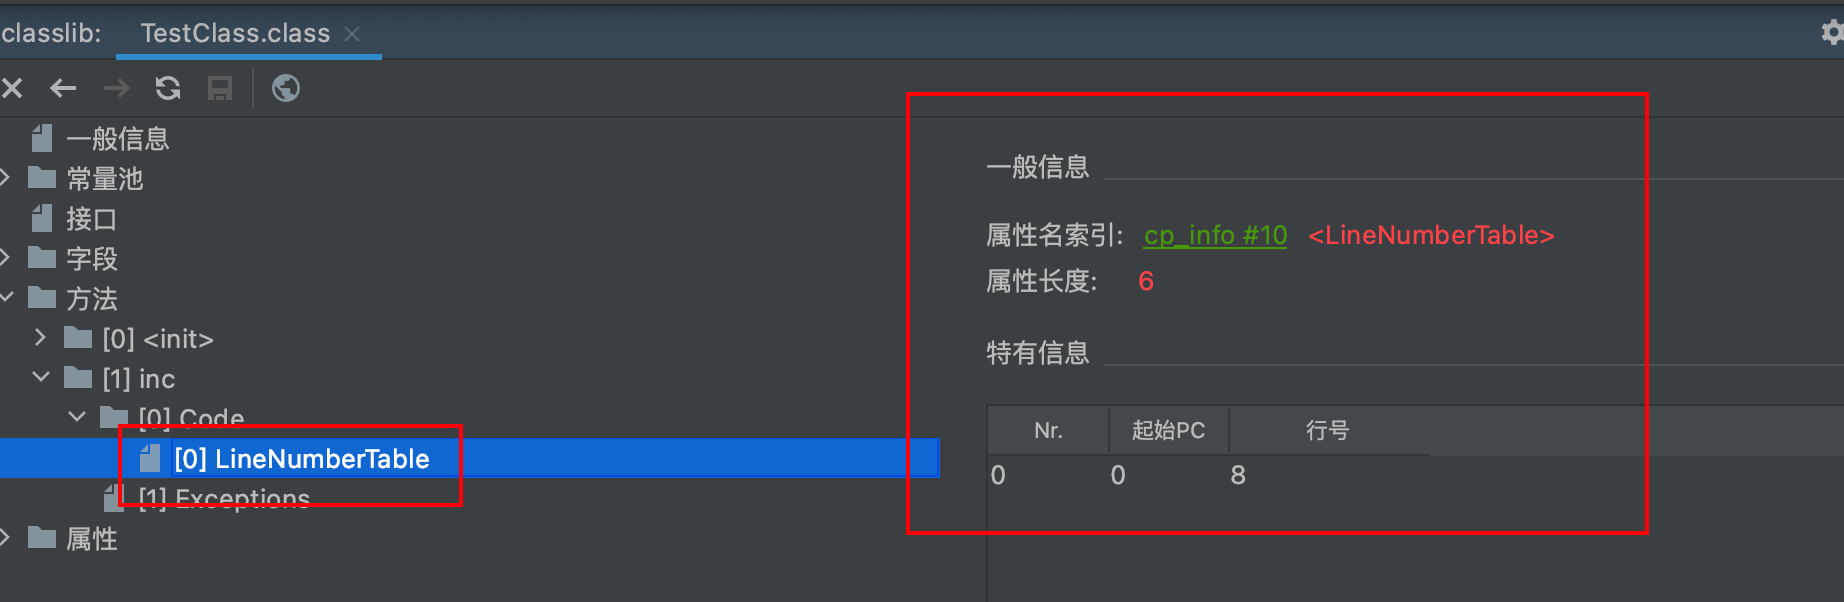 classlib: TestClass.class
一般信息
常量池
接口
字段
方法
[0] <init>
[1] inc
[0] Code
[0] LineNumberTable
[1] Exceptions
属性
一般信息
属性名索引: cp_info #10 <LineNumberTable>
属性长度: 6
特有信息
Nr. 起始PC 行号
0 0 8